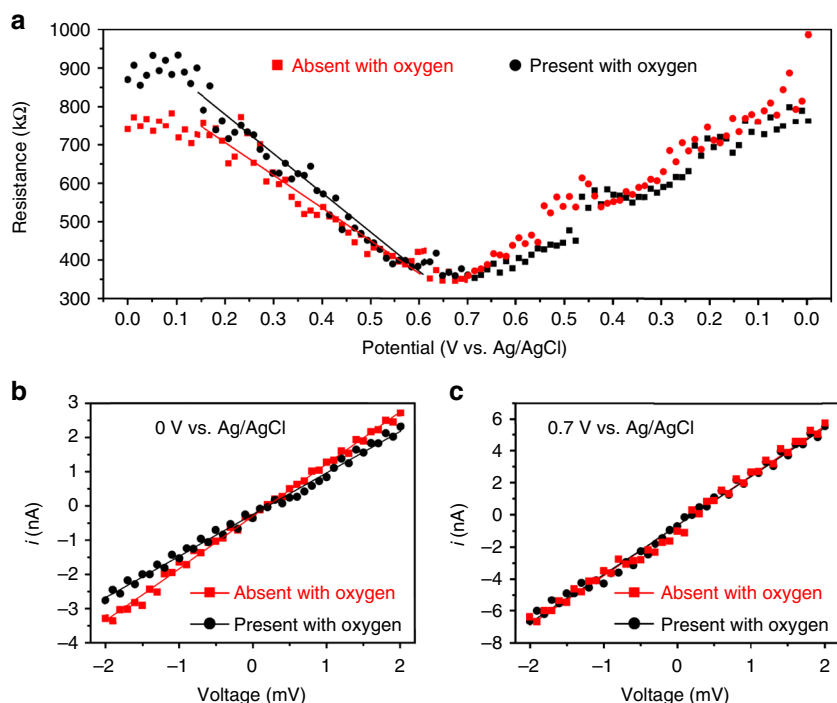 a
1000
900
800
700
600
500
400
300
Resistance (kΩ)
Absent with oxygen
Present with oxygen
0.0 0.1 0.2 0.3 0.4 0.5 0.6 0.7 0.6 0.5 0.4 0.3 0.2 0.1 0.0
Potential (V vs. Ag/AgCl)
b
3
2
1
0
−1
−2
−3
−4
i (nA)
0 V vs. Ag/AgCl
Absent with oxygen
Present with oxygen
−2 −1 0 1 2
Voltage (mV)
c
6
4
2
0
−2
−4
−6
−8
i (nA)
0.7 V vs. Ag/AgCl
Absent with oxygen
Present with oxygen
−2 −1 0 1 2
Voltage (mV)